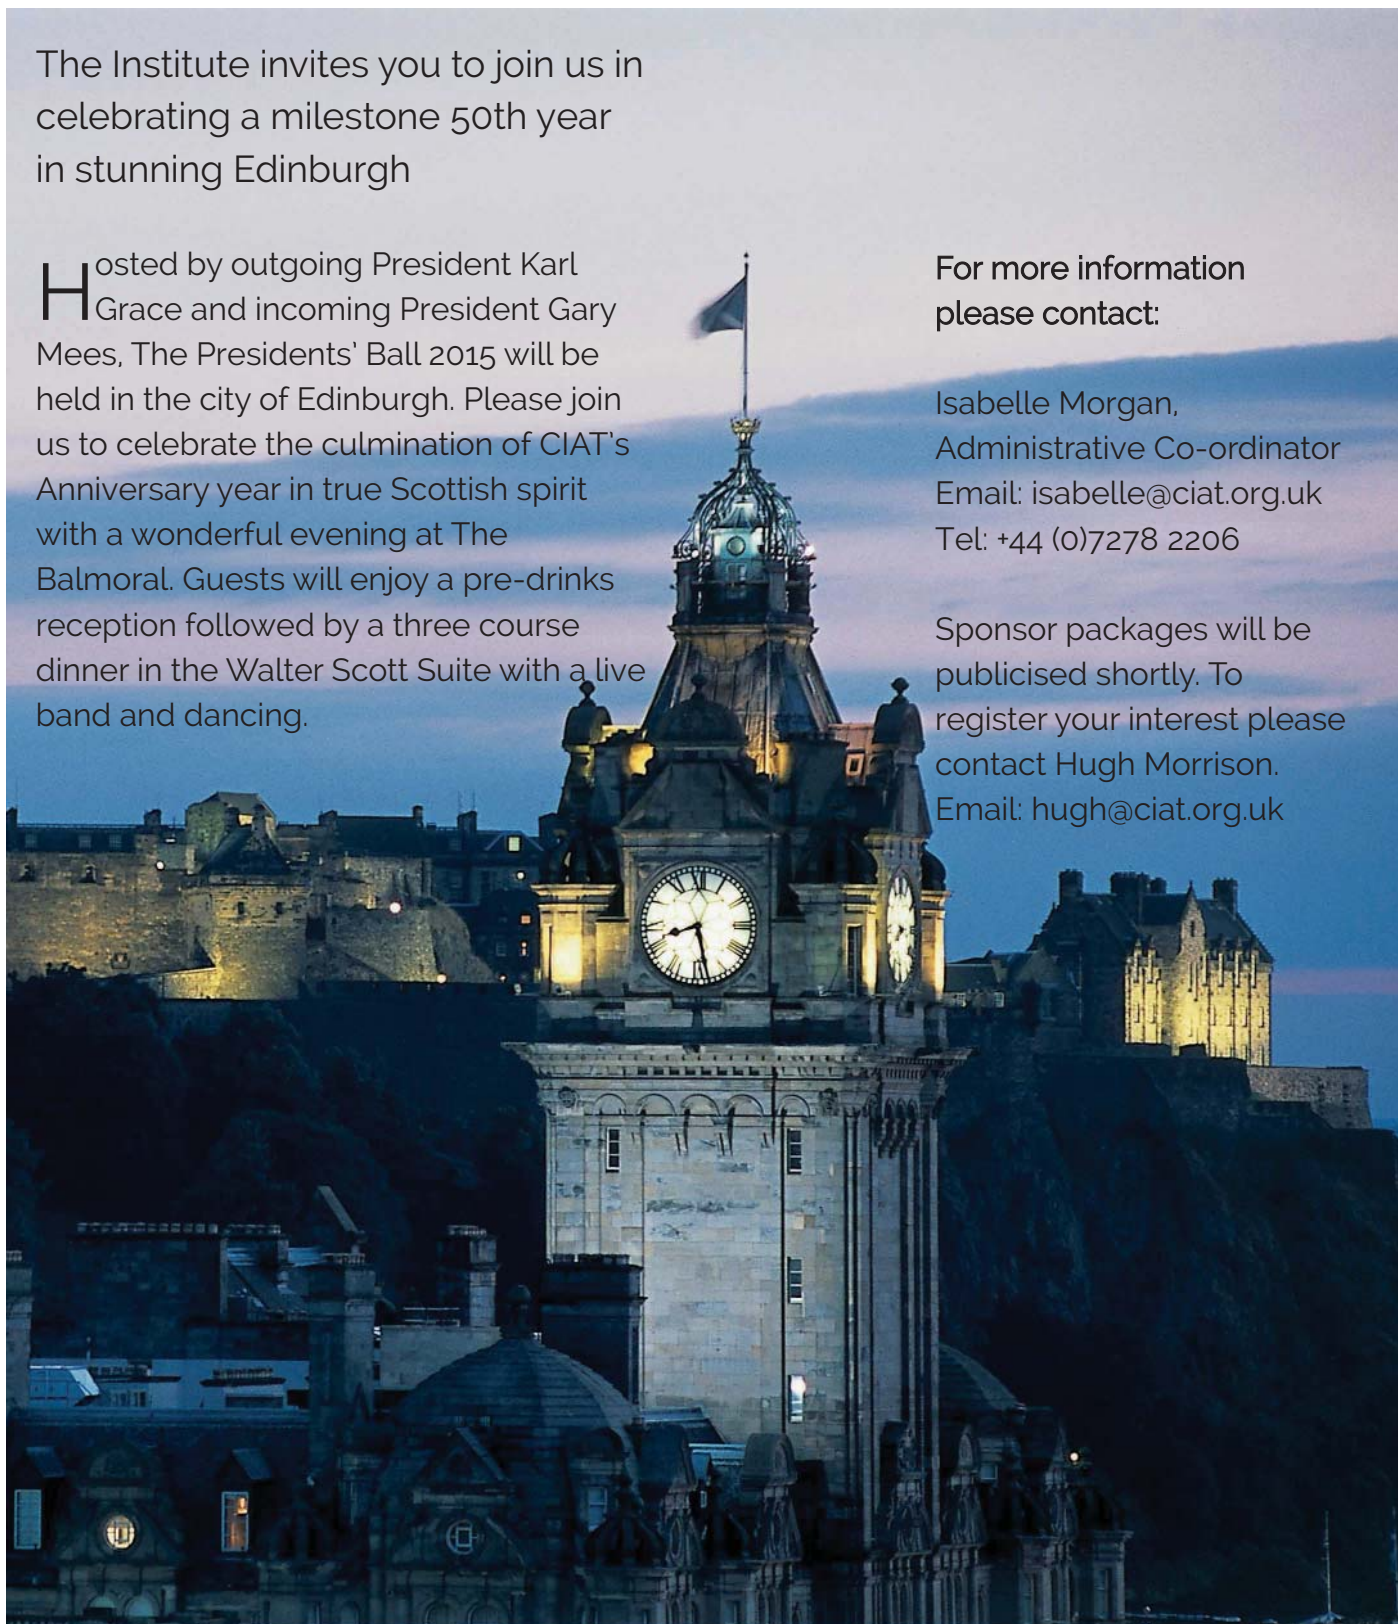 The Institute invites you to join us in
celebrating a milestone 50th year
in stunning Edinburgh
Hosted by outgoing President Karl
Grace and incoming President Gary
Mees, The Presidents’ Ball 2015 will be
held in the city of Edinburgh. Please join
us to celebrate the culmination of CIAT’s
Anniversary year in true Scottish spirit
with a wonderful evening at The
Balmoral. Guests will enjoy a pre-drinks
reception followed by a three course
dinner in the Walter Scott Suite with a live
band and dancing.
For more information
please contact:
Isabelle Morgan,
Administrative Co-ordinator
Email: isabelle@ciat.org.uk
Tel: +44 (0)7278 2206
Sponsor packages will be
publicised shortly. To
register your interest please
contact Hugh Morrison.
Email: hugh@ciat.org.uk